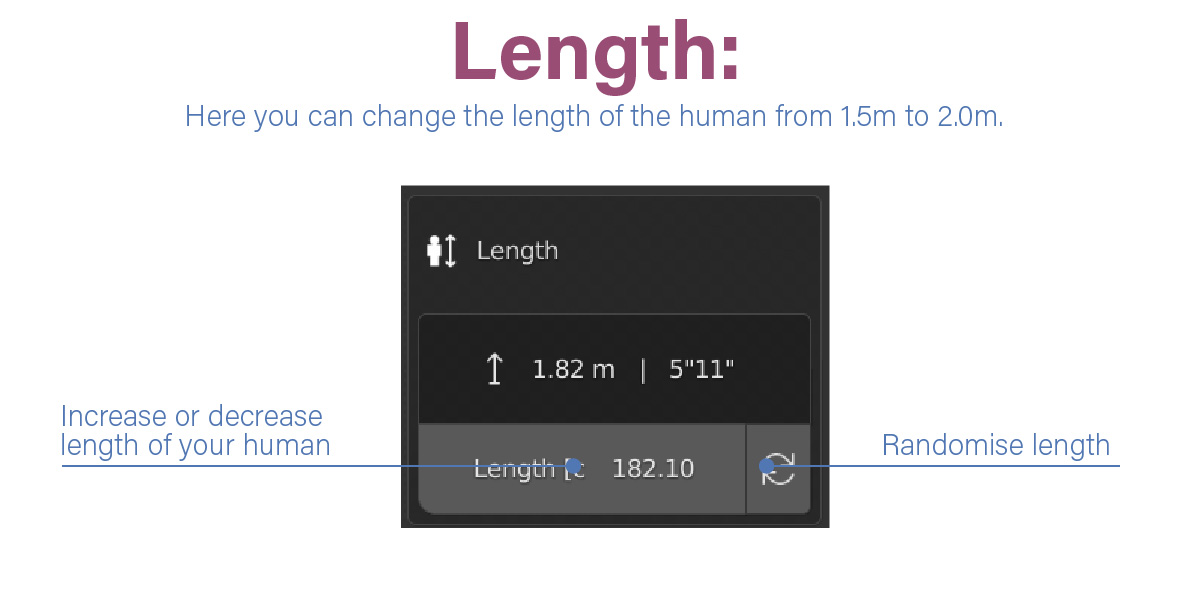 Length:
Here you can change the length of the human from 1.5m to 2.0m.
Length
1.82 m | 5"11"
Increase or decrease
length of your human
Length [c 182.10
Randomise length